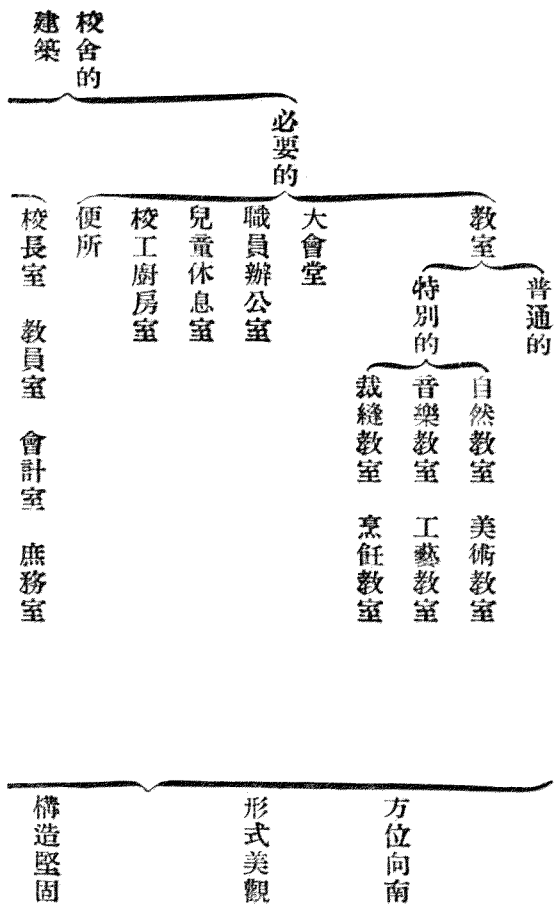 校舍的
建築
必要的
教室
普通的
特別的
自然教室　美術教室
音樂教室　工藝教室
裁縫教室　烹飪教室
大會堂
職員辦公室
兒童休息室
校工廚房室
便所
校長室　教員室　會計室　庶務室
方位向南
形式美觀
構造堅固